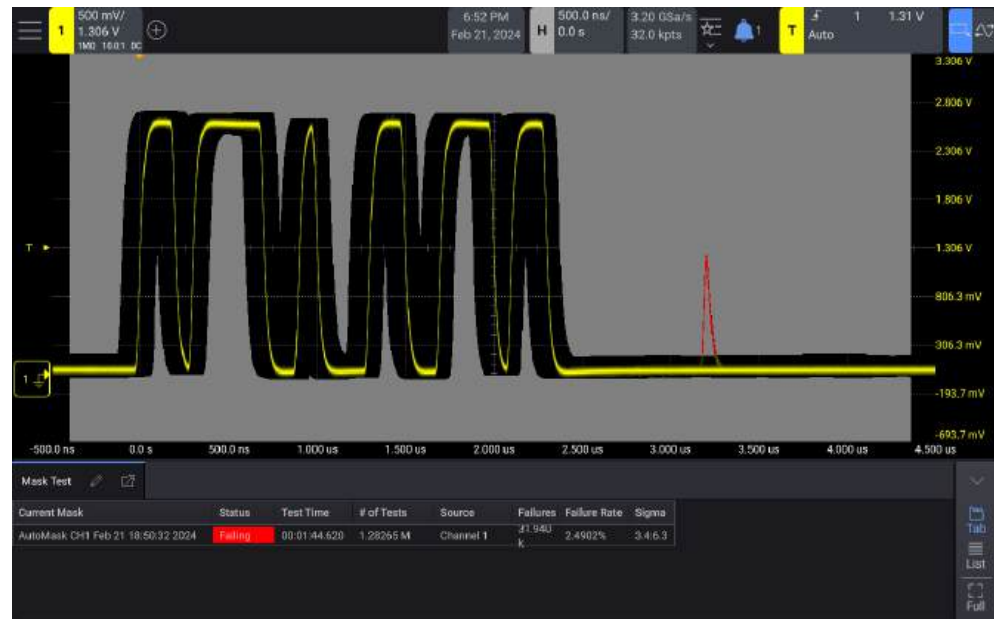 500 mV/
1
1.306 V
1MΩ 10.0:1 DC
6:52 PM
Feb 21, 2024
H
500.0 ns/
0.0 s
3.20 GSa/s
32.0 kpts
1
T
Auto
1
1.31 V
3.306 V
2.806 V
2.306 V
1.806 V
T
1.306 V
806.3 mV
306.3 mV
1
-193.7 mV
-693.7 mV
-500.0 ns
0.0 s
500.0 ns
1.000 us
1.500 us
2.000 us
2.500 us
3.000 us
3.500 us
4.000 us
4.500 us
Mask Test
Current Mask Status Test Time # of Tests Source Failures Failure Rate Sigma
AutoMask CH1 Feb 21 18:50:32 2024 Failing 00:01:44.620 1.28265 M Channel 1 31.940 k 2.4902% 3.4:6.3
Tab
List
Full